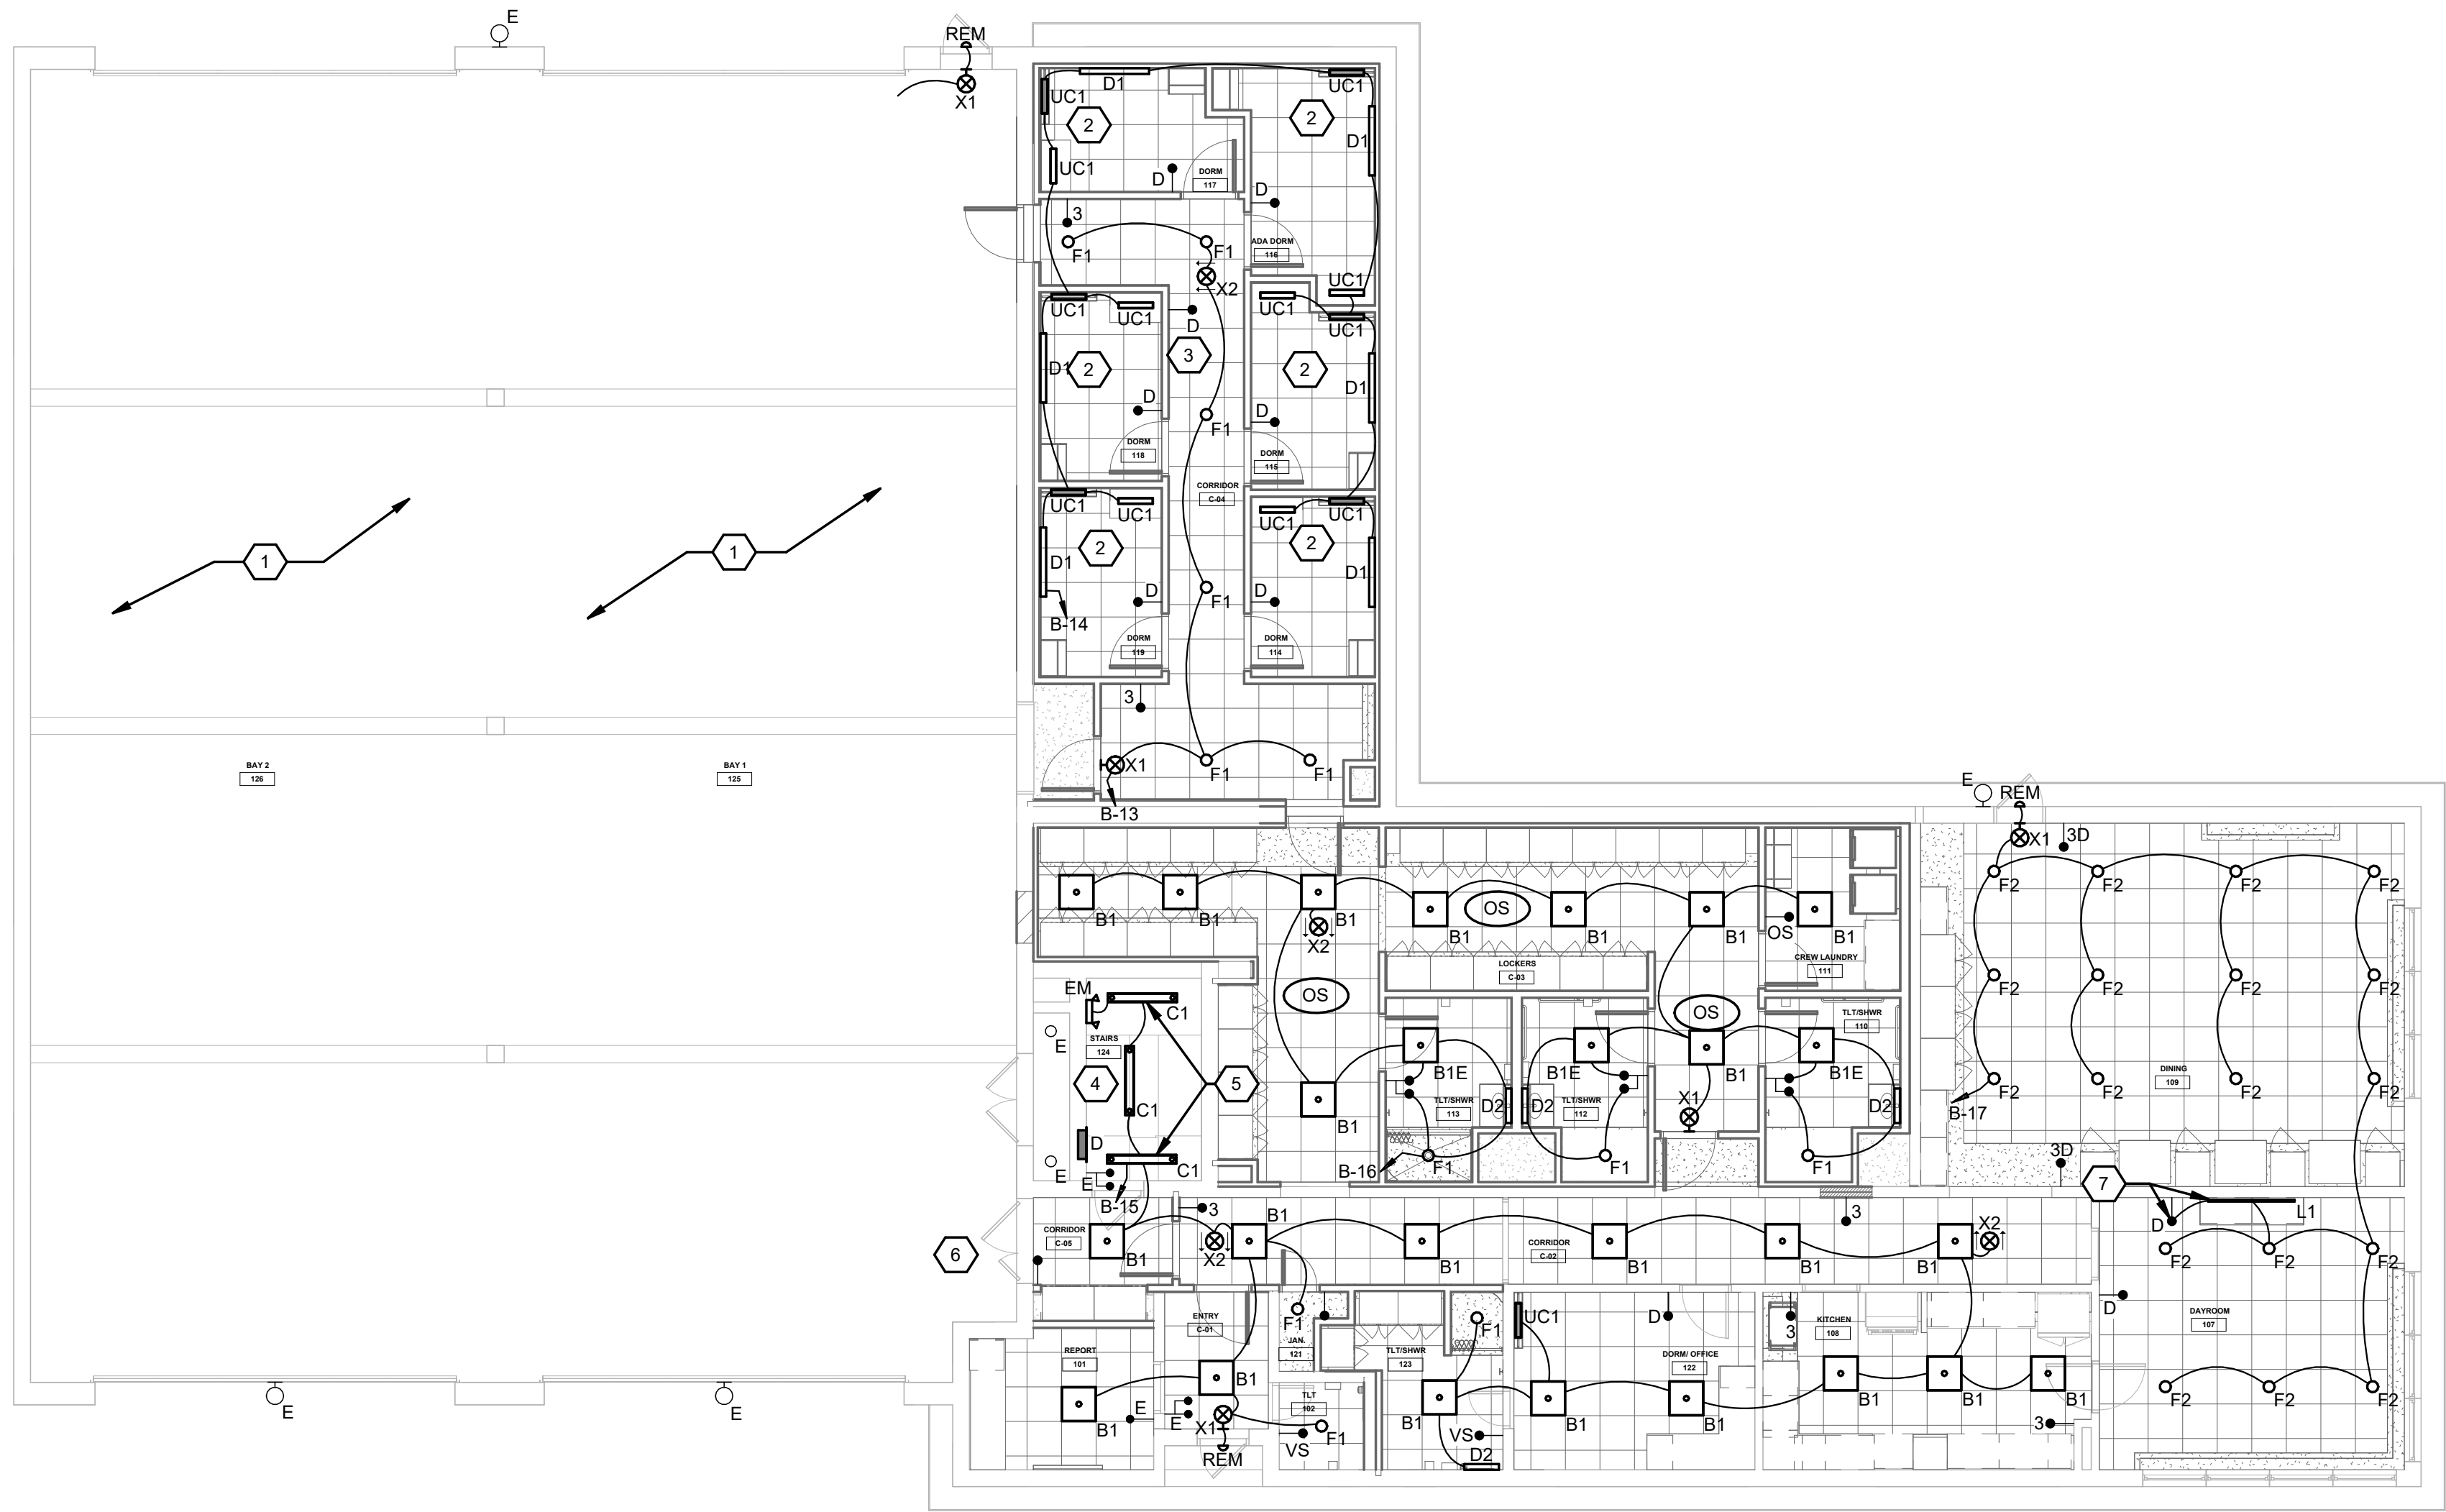 E
REM
X1
D1
UC1
UC1
2
2
D1
UC1
D
DORM
117
D
3
F1
F1
ADA DORM
116
X2
UC1
UC1
UC1
UC1
UC1
D
3
D1
2
2
D1
D
D
F1
DORM
118
DORM
115
CORRIDOR
C-04
UC1
UC1
UC1
UC1
1
1
2
2
D1
D1
D
D
F1
B-14
DORM
119
DORM
114
3
BAY 2
126
BAY 1
125
X1
F1
F1
B-13
E
REM
X1
3D
F2
F2
F2
F2
B1
B1
B1
X2
OS
B1
B1
B1
OS
B1
LOCKERS
C-03
CREW LAUNDRY
111
F2
F2
F2
EM
C1
OS
OS
TLT/SHWR
110
E
STAIRS
124
4
5
B1E
B1E
B1
B1E
DINING
109
F2
F2
F2
F2
C1
X1
D2
D2
D2
TLT/SHWR
113
TLT/SHWR
112
B1
B-17
D
C1
E
E
B-15
B-16
F1
F1
F1
3D
7
L1
D
3
B1
3
X2
CORRIDOR
C-05
6
B1
X2
B1
B1
CORRIDOR
C-02
B1
B1
F2
F2
F2
D
ENTRY
C-01
F1
JAN.
121
F1
UC1
D
3
KITCHEN
108
DAYROOM
107
REPORT
101
TLT/SHWR
123
DORM/ OFFICE
122
B1
TLT
102
E
E
E
E
B1
X1
F1
VS
REM
B1
VS
D2
B1
B1
B1
B1
B1
3
F2
F2
F2